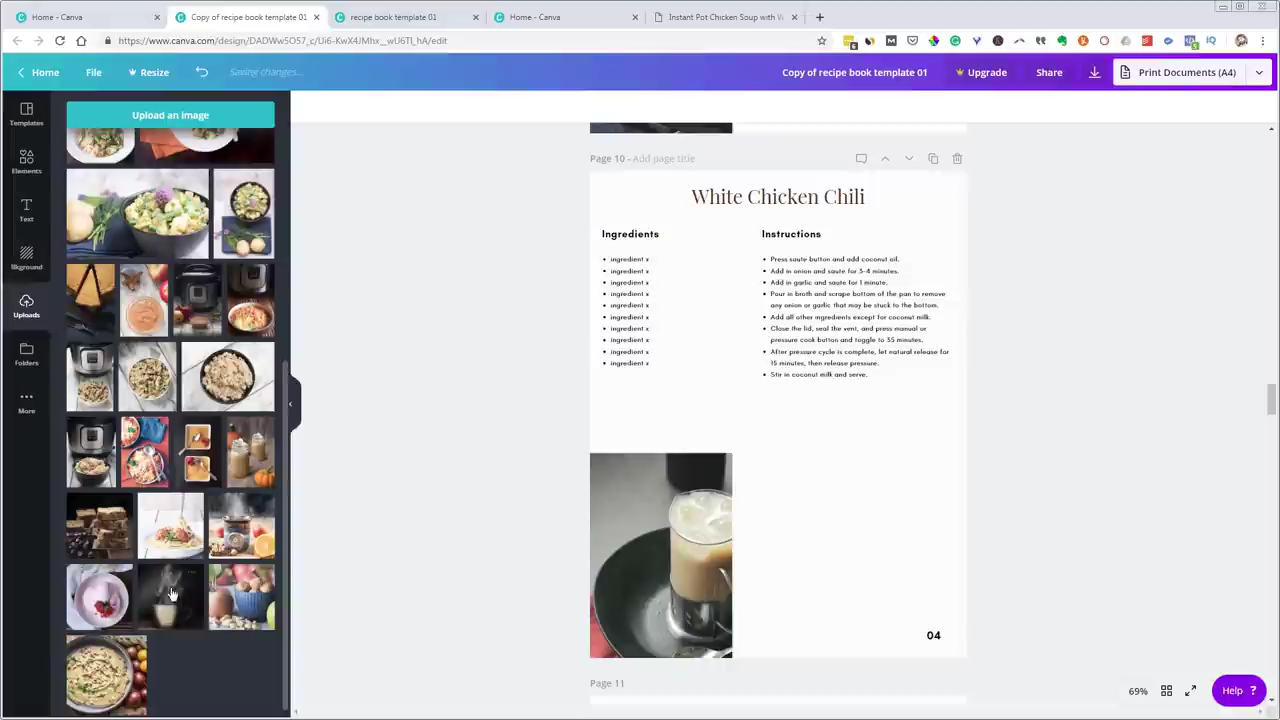 Home - Canva
Copy of recipe book template 01
recipe book template 01
Home - Canva
Instant Pot Chicken Soup with W
https://www.canva.com/design/DADWw5O57_c/Ui6-KwX4JMhx__wU6Tl_hA/edit
Home
File
Resize
Saving changes...
Copy of recipe book template 01
Upgrade
Share
Print Documents (A4)
Templates
Elements
Text
Bkground
Uploads
Folders
More
Upload an image
Page 10 - Add page title
White Chicken Chili
Ingredients
• ingredient x
• ingredient x
• ingredient x
• ingredient x
• ingredient x
• ingredient x
• ingredient x
• ingredient x
• ingredient x
• ingredient x
Instructions
• Press saute button and add coconut oil.
• Add in onion and saute for 3-4 minutes.
• Add in garlic and saute for 1 minute.
• Pour in broth and scrape bottom of the pan to remove
any onion or garlic that may be stuck to the bottom.
• Add all other ingredients except for coconut milk.
• Close the lid, seal the vent, and press manual or
pressure cook button and toggle to 35 minutes.
• After pressure cycle is complete, let natural release for
15 minutes, then release pressure.
• Stir in coconut milk and serve.
04
Page 11
69%
Help ?